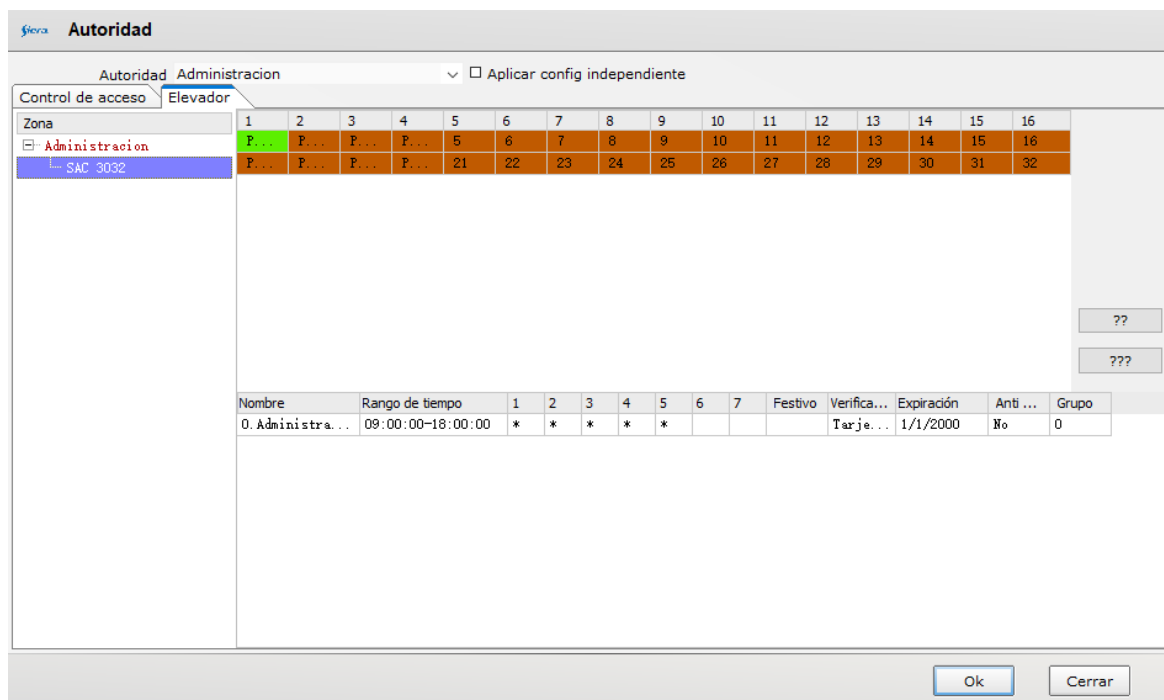 Siera Autoridad
Autoridad Administracion Aplicar config independiente
Control de acceso Elevador
Zona
Administracion
SAC 3032
1 2 3 4 5 6 7 8 9 10 11 12 13 14 15 16
P... P... P... P... 5 6 7 8 9 10 11 12 13 14 15 16
P... P... P... P... 21 22 23 24 25 26 27 28 29 30 31 32
??
???
Nombre Rango de tiempo 1 2 3 4 5 6 7 Festivo Verifica... Expiración Anti ... Grupo
0.Administra... 09:00:00-18:00:00 * * * * * Tarje... 1/1/2000 No 0
Ok Cerrar